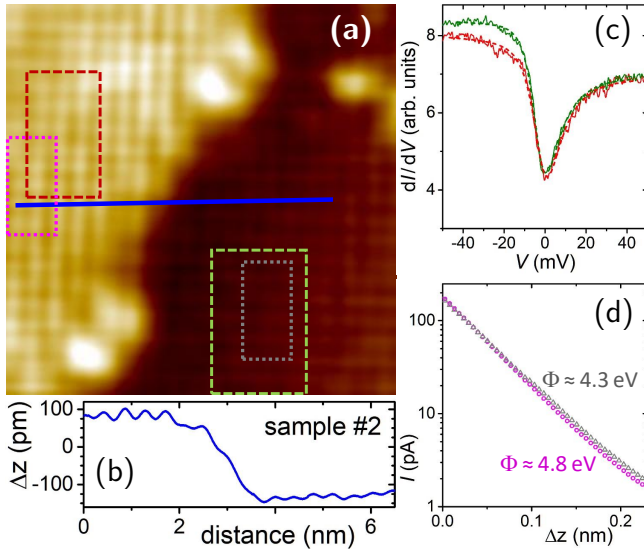 (a)
100
0
-100
Δz (pm)
sample #2
(b)
0
2
4
6
distance (nm)
8
6
4
dI/dV (arb. units)
(c)
-40
-20
0
20
40
V (mV)
(d)
100
10
1
I (pA)
Φ ≈ 4.3 eV
Φ ≈ 4.8 eV
0.0
0.1
0.2
Δz (nm)